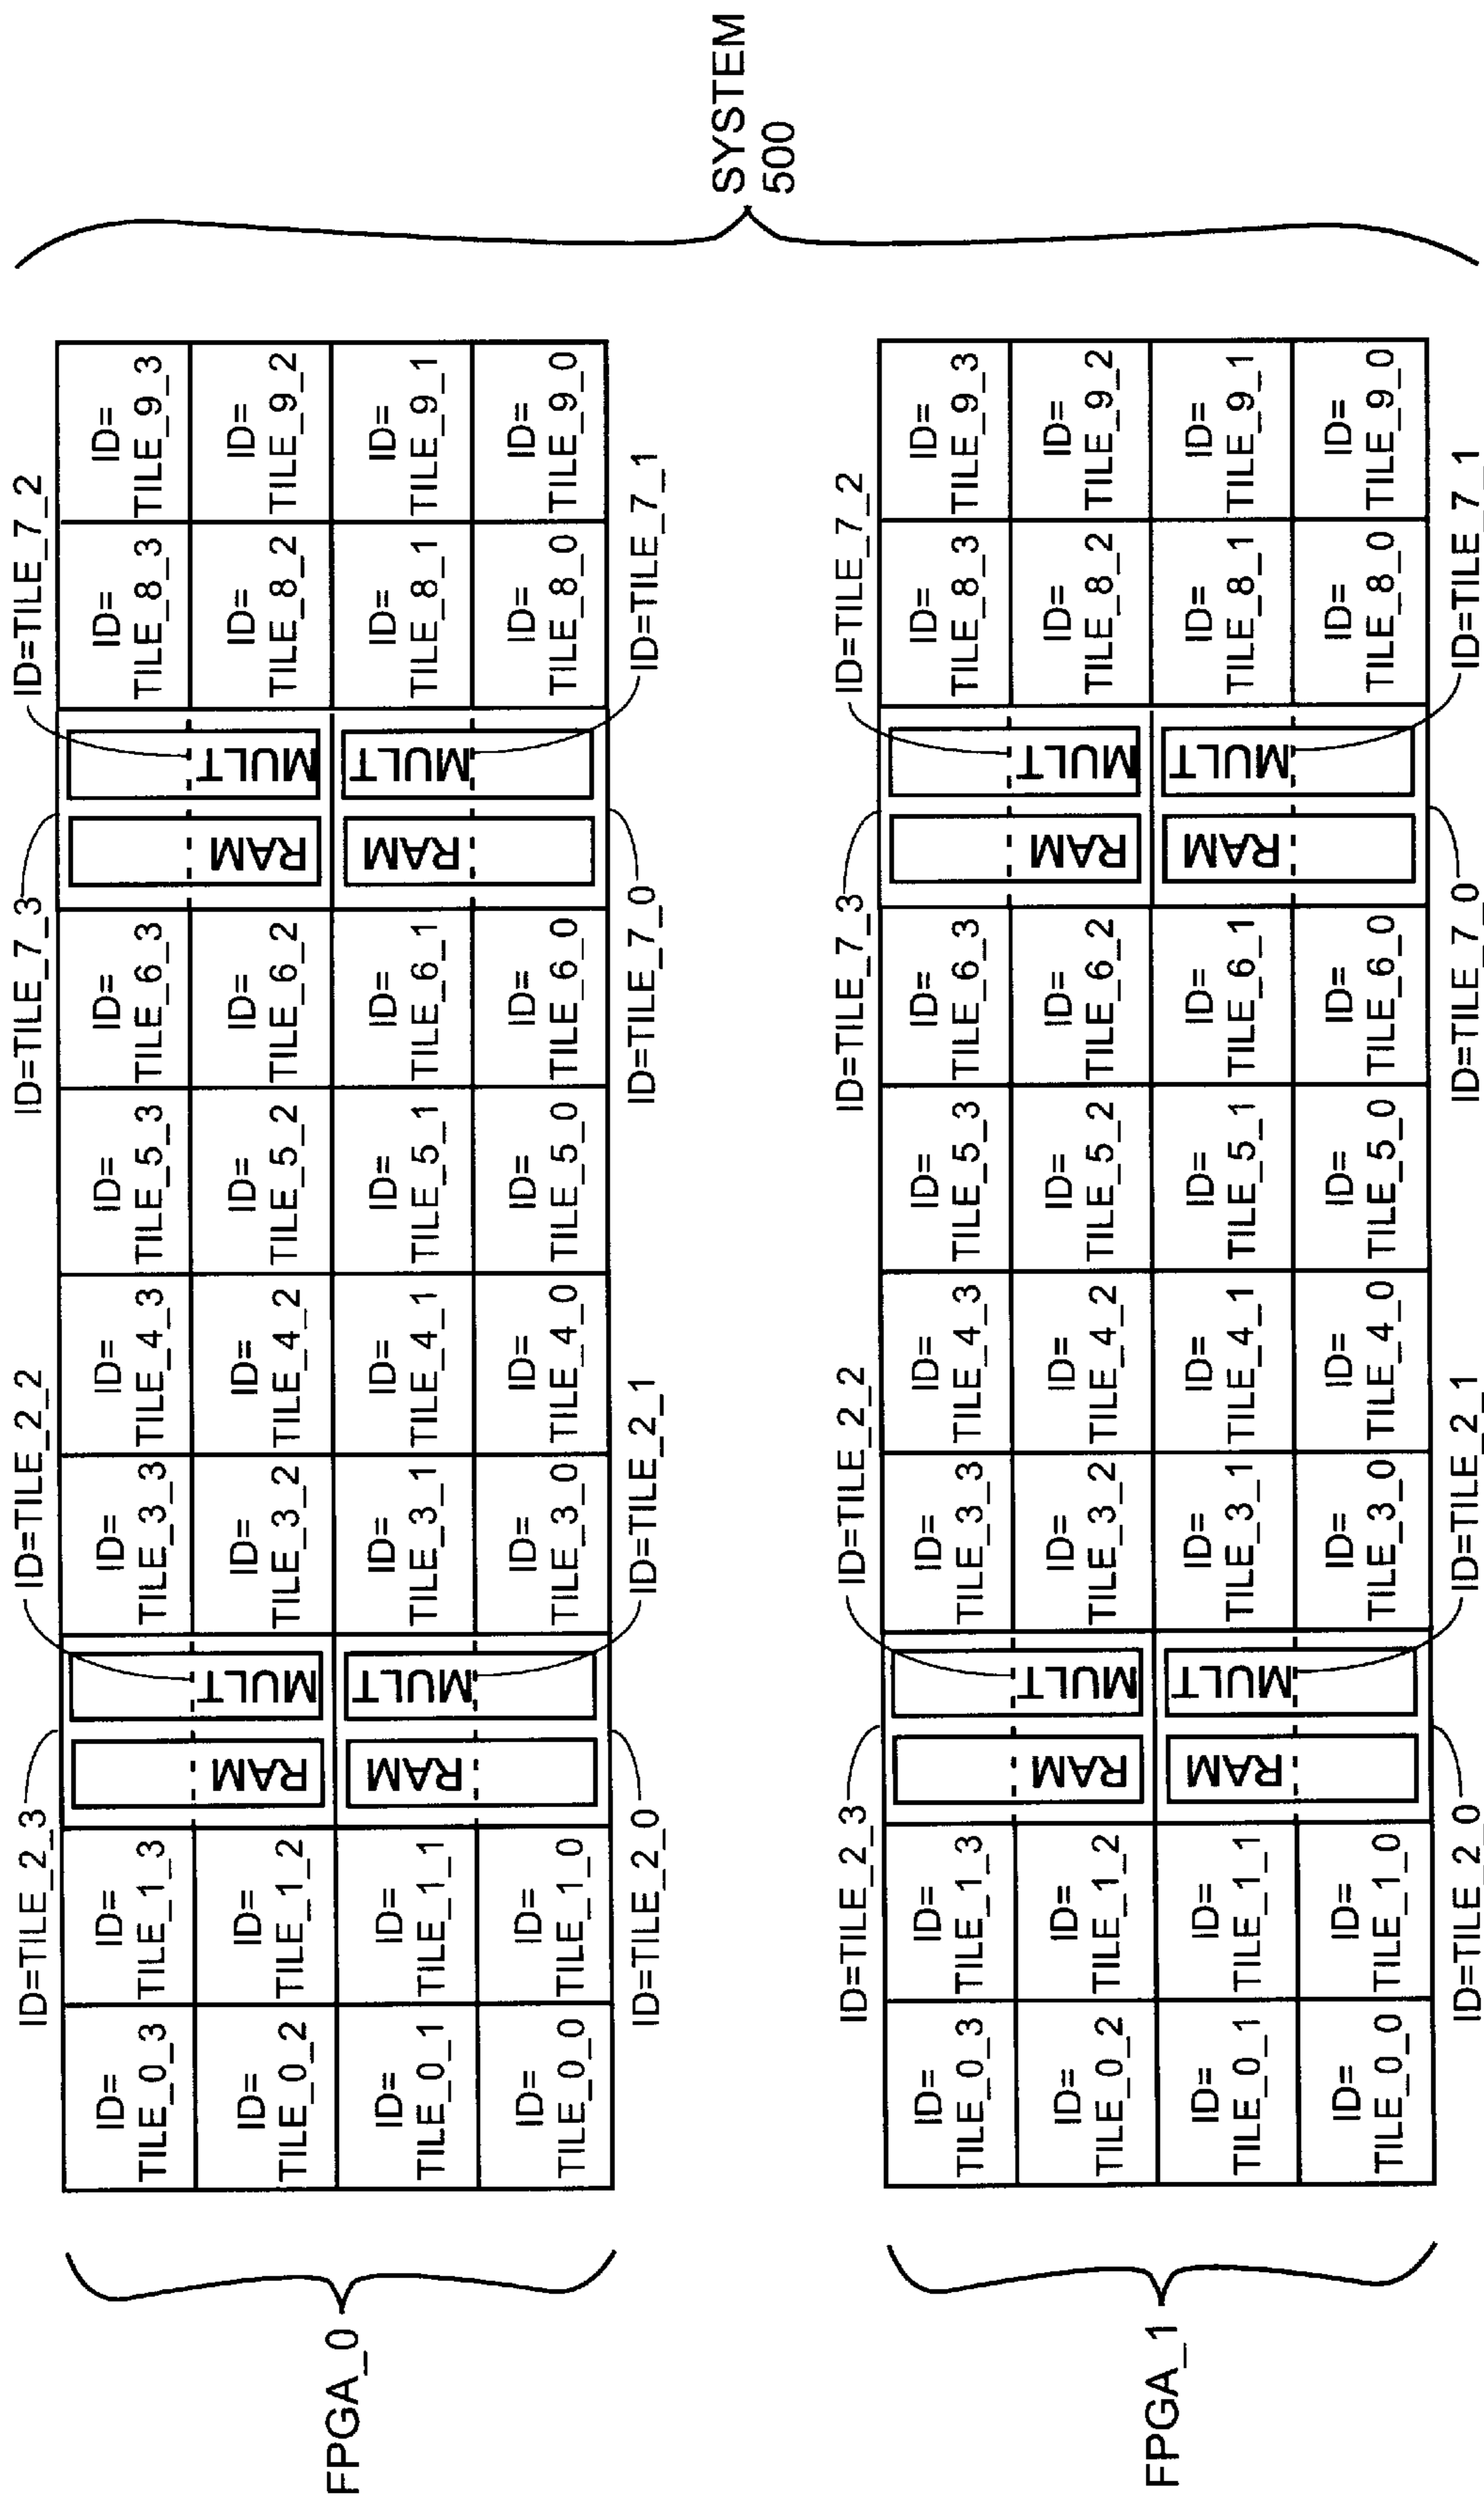 SYSTEM
500
FPGA_0
ID=TILE_2_3
ID=TILE_2_2
ID=TILE_7_3
ID=TILE_7_2
ID=
TILE_0_3
ID=
TILE_1_3
ID=
TILE_3_3
ID=
TILE_4_3
ID=
TILE_5_3
ID=
TILE_6_3
ID=
TILE_8_3
ID=
TILE_9_3
ID=
TILE_0_2
ID=
TILE_1_2
RAM
MULT
ID=
TILE_3_2
ID=
TILE_4_2
ID=
TILE_5_2
ID=
TILE_6_2
RAM
MULT
ID=
TILE_8_2
ID=
TILE_9_2
ID=
TILE_0_1
ID=
TILE_1_1
RAM
MULT
ID=
TILE_3_1
ID=
TILE_4_1
ID=
TILE_5_1
ID=
TILE_6_1
RAM
MULT
ID=
TILE_8_1
ID=
TILE_9_1
ID=
TILE_0_0
ID=
TILE_1_0
ID=
TILE_3_0
ID=
TILE_4_0
ID=
TILE_5_0
ID=
TILE_6_0
ID=
TILE_8_0
ID=
TILE_9_0
ID=TILE_2_0
ID=TILE_2_1
ID=TILE_7_0
ID=TILE_7_1
FPGA_1
ID=TILE_2_3
ID=TILE_2_2
ID=TILE_7_3
ID=TILE_7_2
ID=
TILE_0_3
ID=
TILE_1_3
ID=
TILE_3_3
ID=
TILE_4_3
ID=
TILE_5_3
ID=
TILE_6_3
ID=
TILE_8_3
ID=
TILE_9_3
ID=
TILE_0_2
ID=
TILE_1_2
RAM
MULT
ID=
TILE_3_2
ID=
TILE_4_2
ID=
TILE_5_2
ID=
TILE_6_2
RAM
MULT
ID=
TILE_8_2
ID=
TILE_9_2
ID=
TILE_0_1
ID=
TILE_1_1
RAM
MULT
ID=
TILE_3_1
ID=
TILE_4_1
ID=
TILE_5_1
ID=
TILE_6_1
RAM
MULT
ID=
TILE_8_1
ID=
TILE_9_1
ID=
TILE_0_0
ID=
TILE_1_0
ID=
TILE_3_0
ID=
TILE_4_0
ID=
TILE_5_0
ID=
TILE_6_0
ID=
TILE_8_0
ID=
TILE_9_0
ID=TILE_2_0
ID=TILE_2_1
ID=TILE_7_0
ID=TILE_7_1